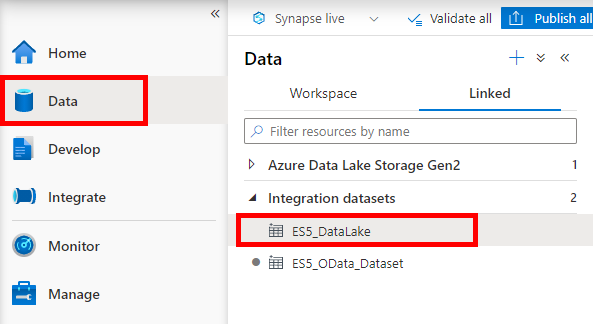 «
Home
Data
Develop
Integrate
Monitor
Manage
Synapse live
Validate all
Publish all
Data
+ «
Workspace
Linked
Filter resources by name
Azure Data Lake Storage Gen2 1
Integration datasets 2
ES5_DataLake
ES5_OData_Dataset